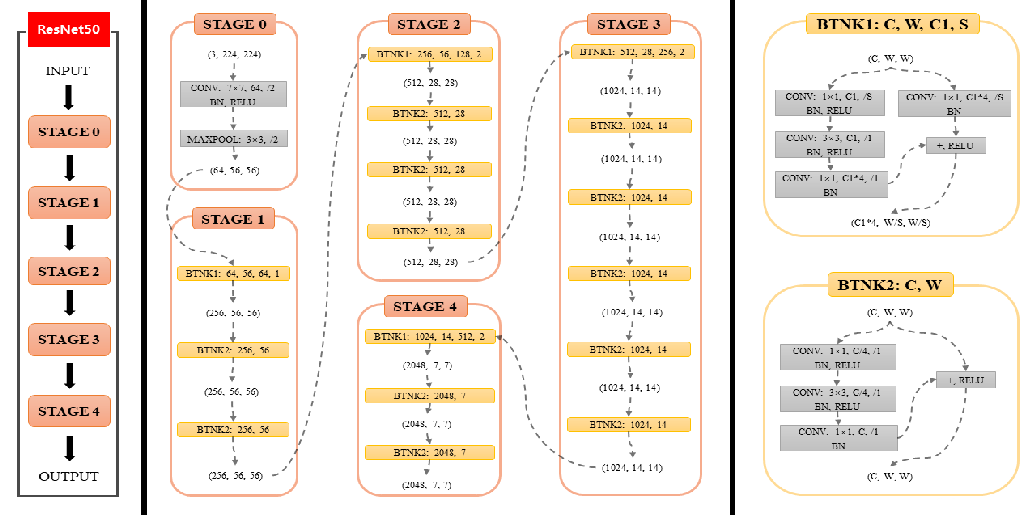 ResNet50
INPUT
STAGE 0
STAGE 1
STAGE 2
STAGE 3
STAGE 4
OUTPUT
STAGE 0
(3, 224, 224)
CONV: 7×7, 64, /2
BN, RELU
MAXPOOL: 3×3, /2
(64, 56, 56)
STAGE 1
BTNK1: 64, 56, 64, 1
(256, 56, 56)
BTNK2: 256, 56
(256, 56, 56)
BTNK2: 256, 56
(256, 56, 56)
STAGE 2
BTNK1: 256, 56, 128, 2
(512, 28, 28)
BTNK2: 512, 28
(512, 28, 28)
BTNK2: 512, 28
(512, 28, 28)
BTNK2: 512, 28
(512, 28, 28)
STAGE 4
BTNK1: 1024, 14, 512, 2
(2048, 7, 7)
BTNK2: 2048, 7
(2048, 7, 7)
BTNK2: 2048, 7
(2048, 7, 7)
STAGE 3
BTNK1: 512, 28, 256, 2
(1024, 14, 14)
BTNK2: 1024, 14
(1024, 14, 14)
BTNK2: 1024, 14
(1024, 14, 14)
BTNK2: 1024, 14
(1024, 14, 14)
BTNK2: 1024, 14
(1024, 14, 14)
BTNK2: 1024, 14
(1024, 14, 14)
BTNK1: C, W, C1, S
(C, W, W)
CONV: 1×1, C1, /S
BN, RELU
CONV: 3×3, C1, /1
BN, RELU
CONV: 1×1, C1*4, /1
BN
CONV: 1×1, C1*4, /S
BN
+, RELU
(C1*4, W/S, W/S)
BTNK2: C, W
(C, W, W)
CONV: 1×1, C/4, /1
BN, RELU
CONV: 3×3, C/4, /1
BN, RELU
CONV: 1×1, C, /1
BN
+, RELU
(C, W, W)